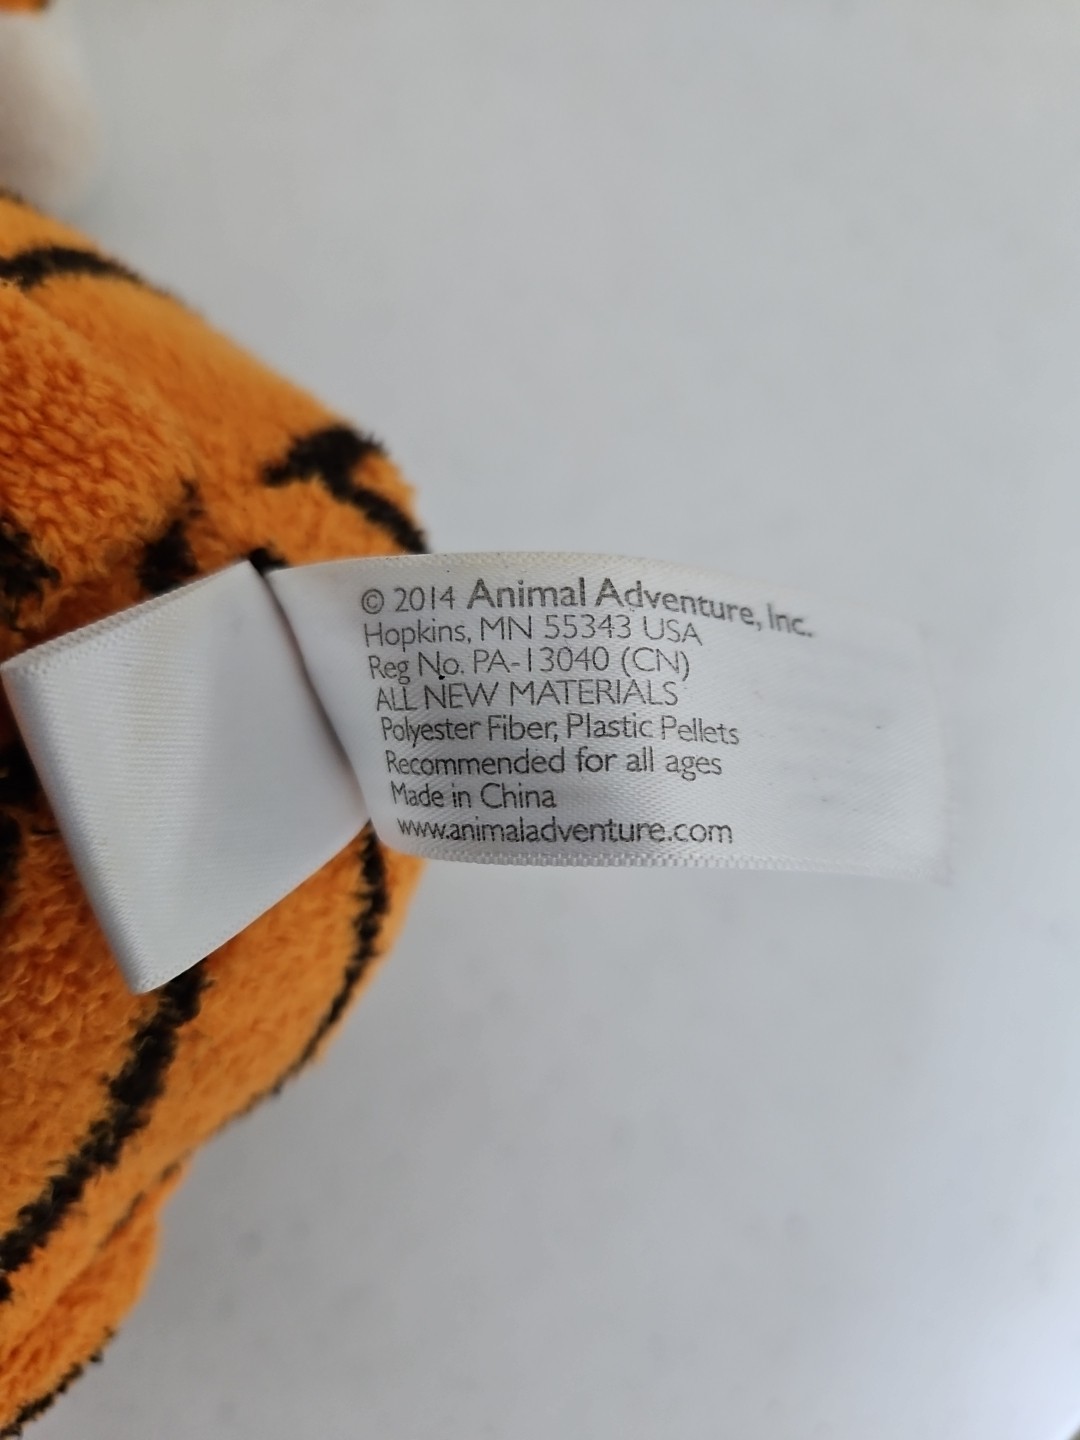 © 2014 Animal Adventure, Inc.
Hopkins, MN 55343 USA
Reg No. PA-13040 (CN)
ALL NEW MATERIALS
Polyester Fiber, Plastic Pellets
Recommended for all ages
Made in China
www.animaladventure.com